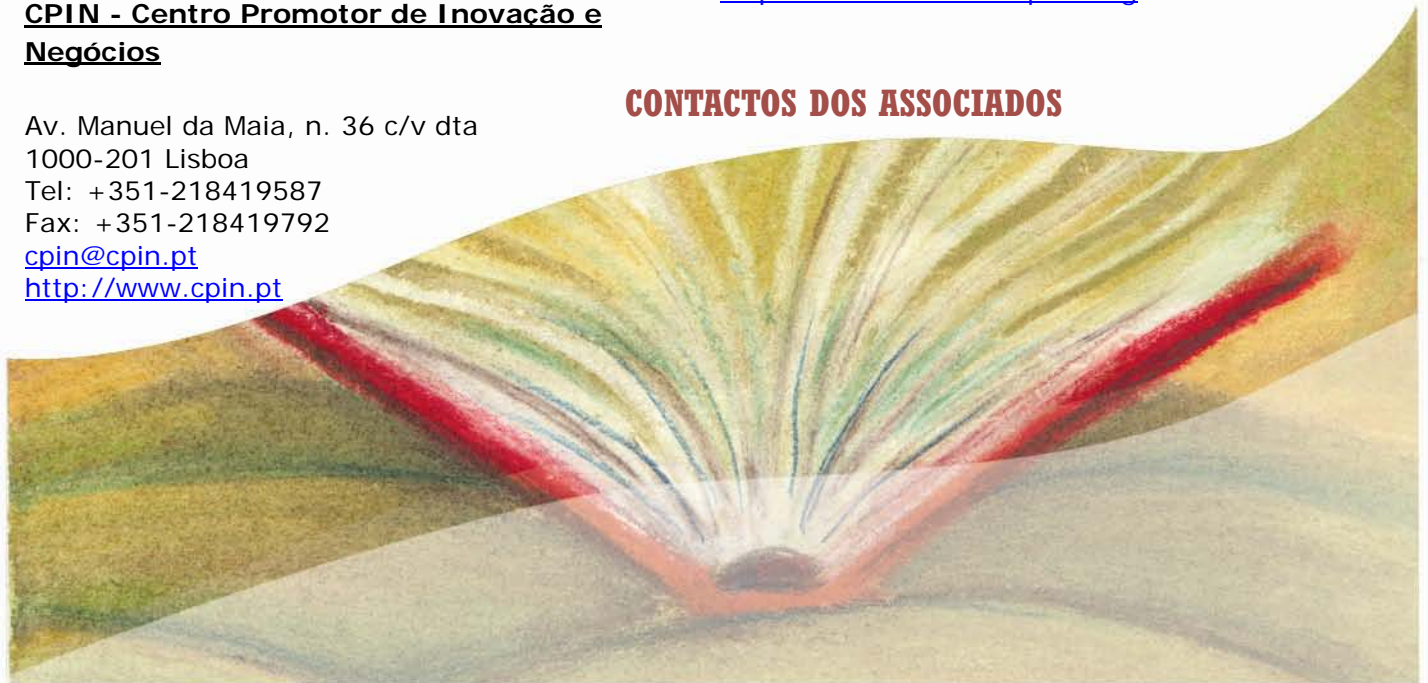 CPIN - Centro Promotor de Inovação e
Negócios
Av. Manuel da Maia, n. 36 c/v dta
1000-201 Lisboa
Tel: +351-218419587
Fax: +351-218419792
cpin@cpin.pt
http://www.cpin.pt
CONTACTOS DOS ASSOCIADOS